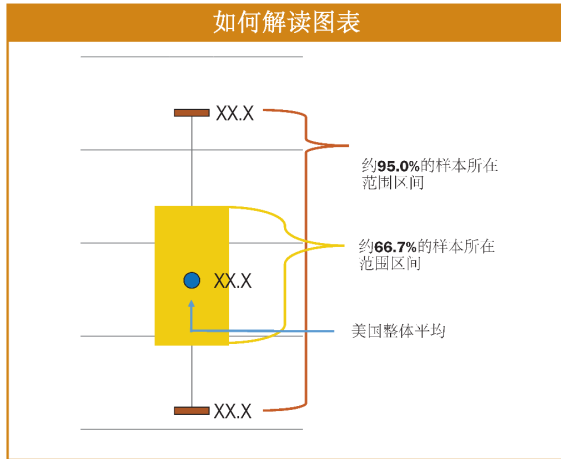 如何解读图表
XX.X
约95.0%的样本所在
范围区间
约66.7%的样本所在
范围区间
XX.X
美国整体平均
XX.X